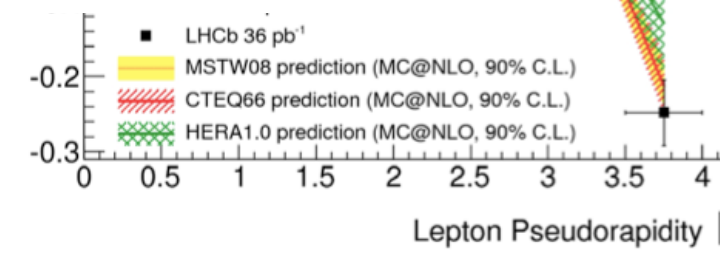 LHCb 36 pb⁻¹
MSTW08 prediction (MC@NLO, 90% C.L.)
-0.2
CTEQ66 prediction (MC@NLO, 90% C.L.)
HERA1.0 prediction (MC@NLO, 90% C.L.)
-0.3
0 0.5 1 1.5 2 2.5 3 3.5 4
Lepton Pseudorapidity